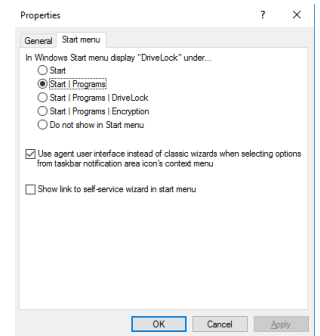 Properties
? ×
General Start menu
In Windows Start menu display "DriveLock" under...
Start
Start | Programs
Start | Programs | DriveLock
Start | Programs | Encryption
Do not show in Start menu
Use agent user interface instead of classic wizards when selecting options
from taskbar notification area icon's context menu
Show link to self-service wizard in start menu
OK Cancel Apply